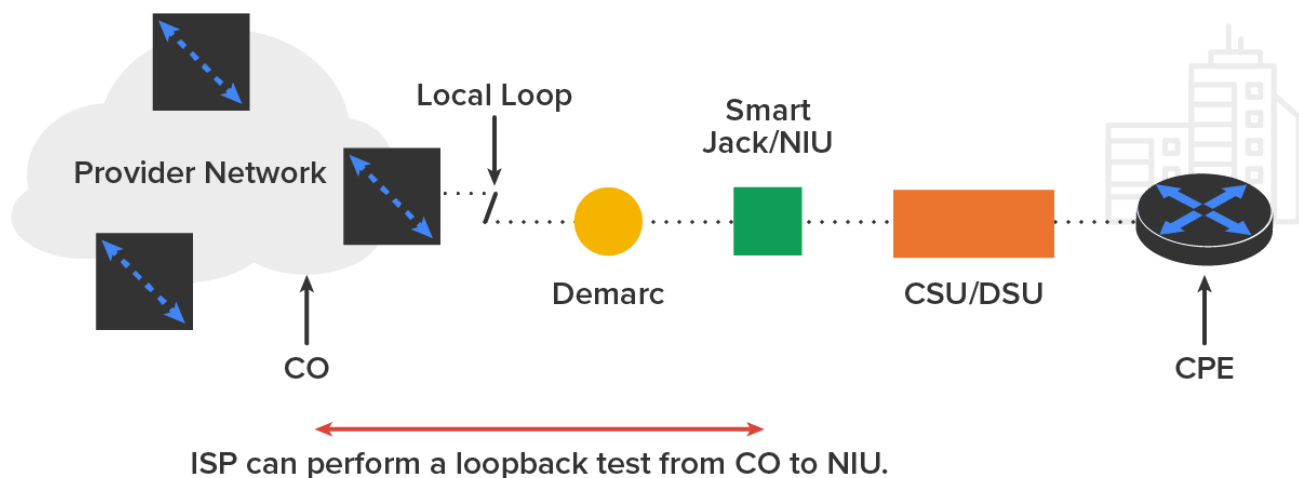 Local Loop
Smart
Jack/NIU
Provider Network
Demarc
CSU/DSU
CO
CPE
ISP can perform a loopback test from CO to NIU.